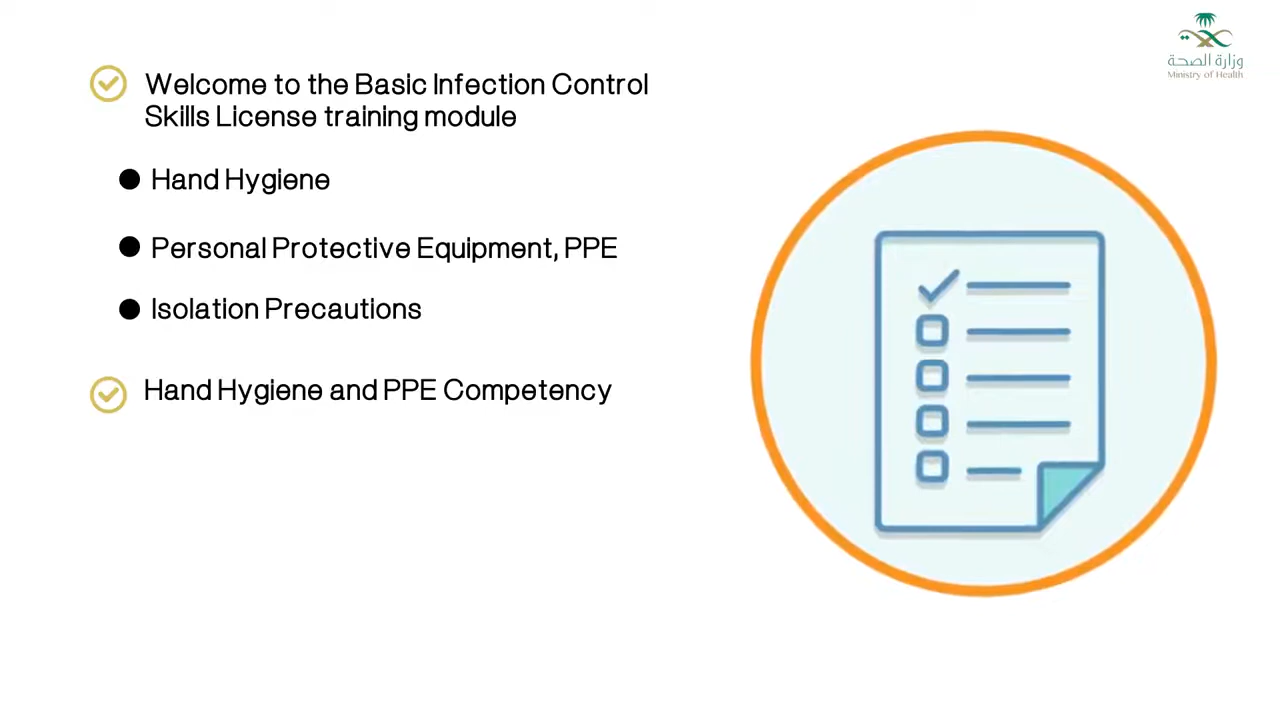 وزارة الصحة
Ministry of Health
Welcome to the Basic Infection Control
Skills License training module
Hand Hygiene
Personal Protective Equipment, PPE
Isolation Precautions
Hand Hygiene and PPE Competency